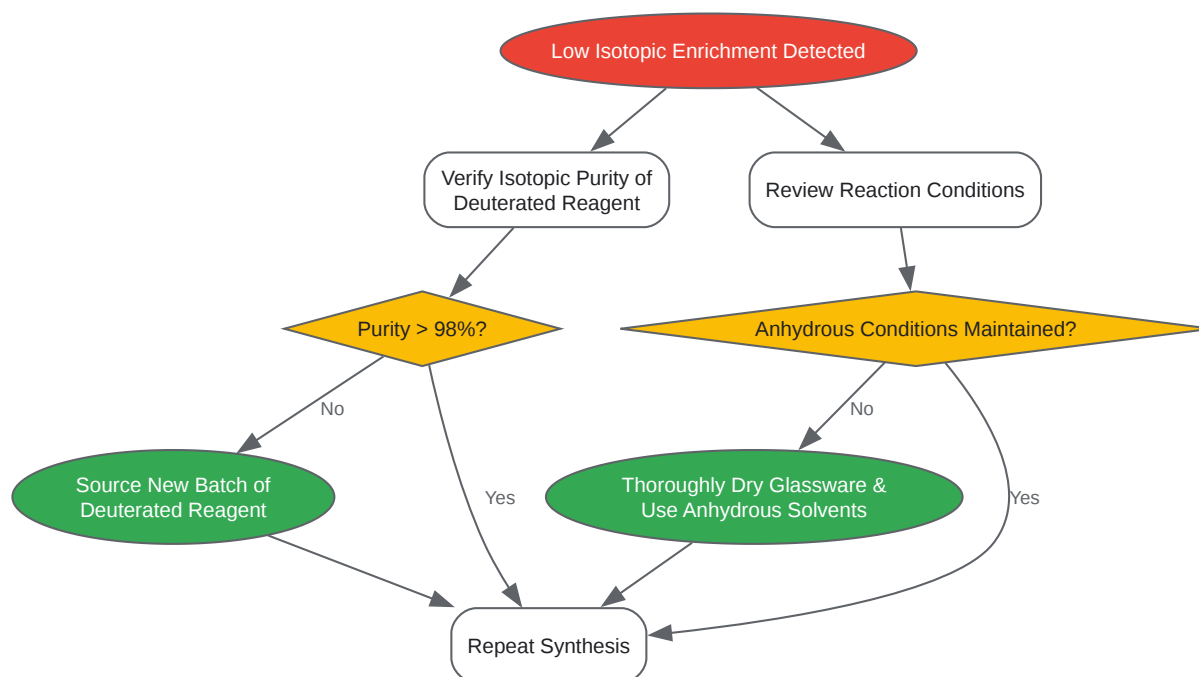 Low Isotopic Enrichment Detected
Verify Isotopic Purity of
Deuterated Reagent
Review Reaction Conditions
Purity > 98%?
Anhydrous Conditions Maintained?
No
No
Source New Batch of
Deuterated Reagent
Yes
Thoroughly Dry Glassware &
Use Anhydrous Solvents
Yes
Repeat Synthesis